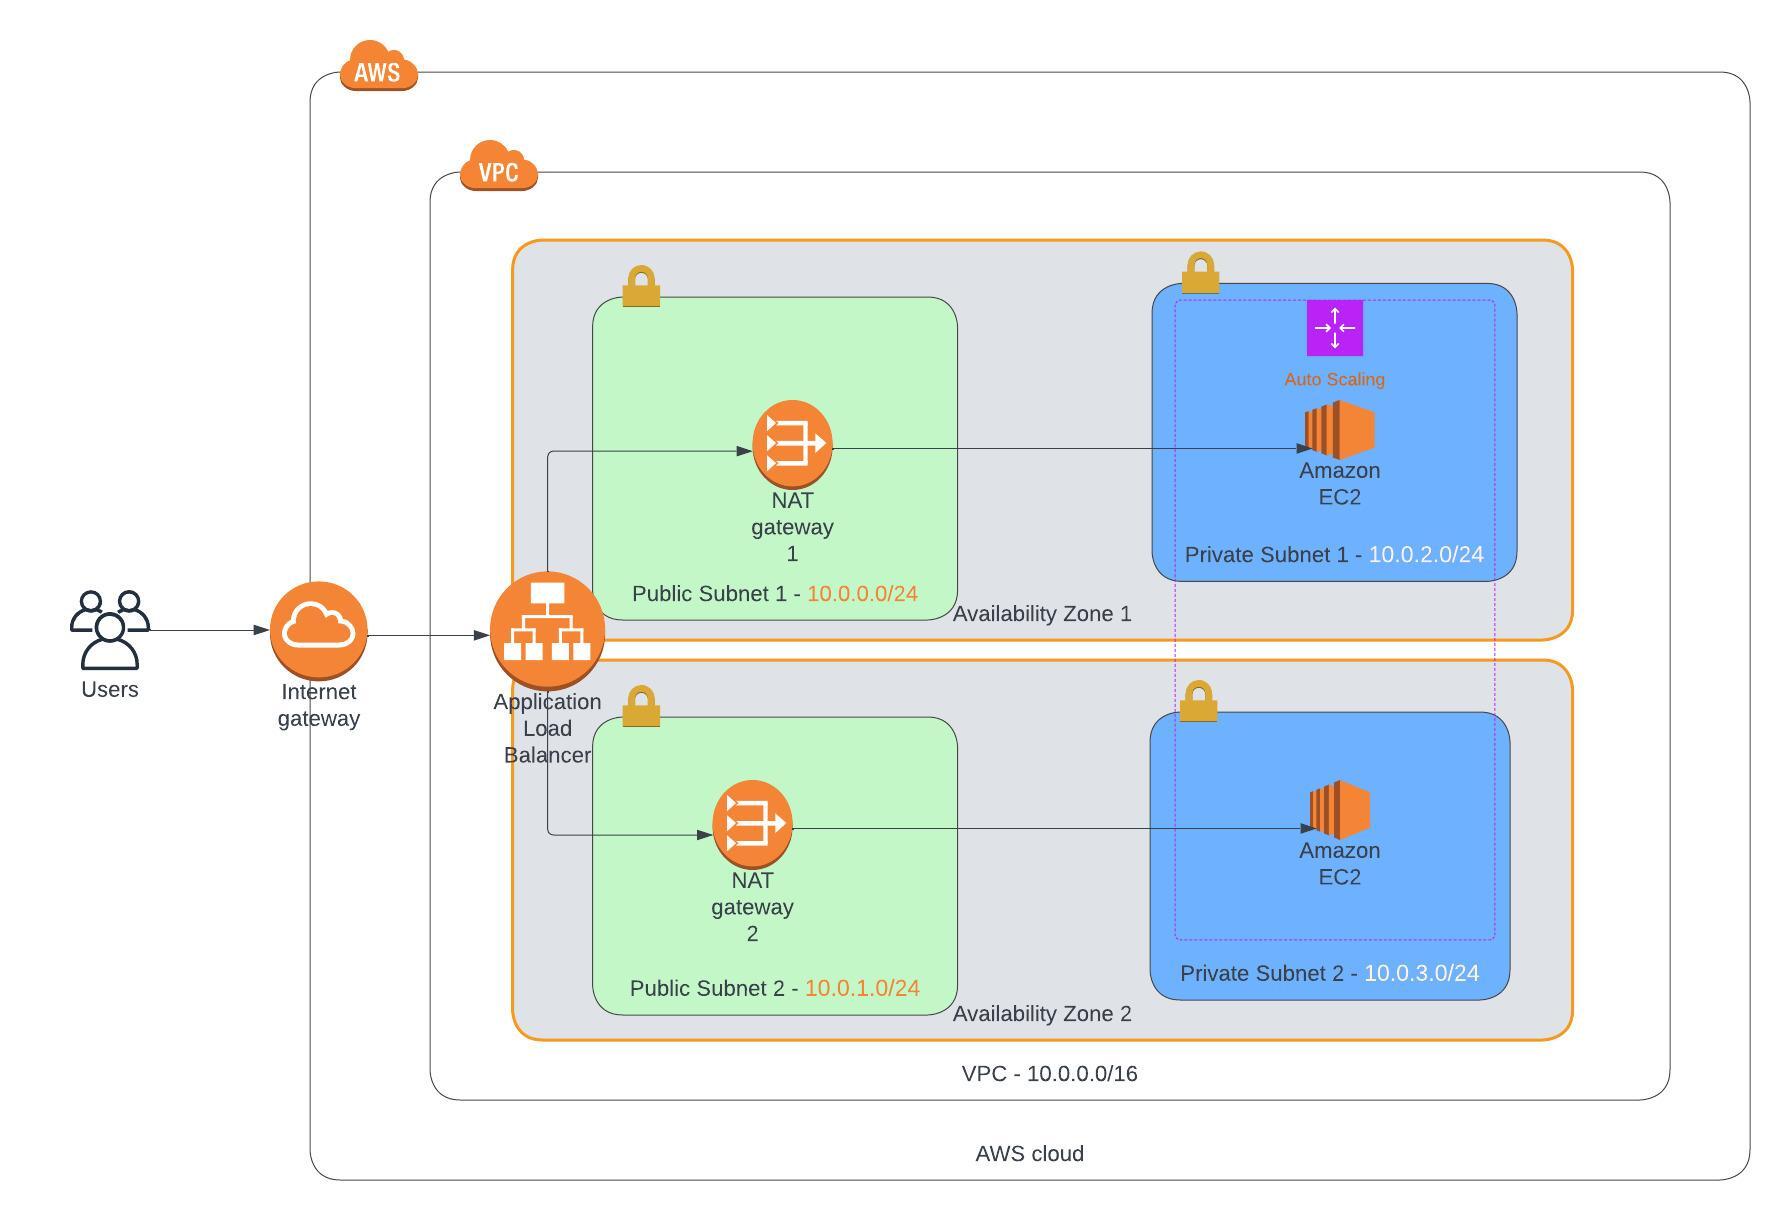 AWS
VPC
Auto Scaling
Amazon
EC2
NAT
gateway
1
Private Subnet 1 - 10.0.2.0/24
Public Subnet 1 - 10.0.0.0/24
Availability Zone 1
Users
Internet
gateway
Application
Load
Balancer
Amazon
EC2
NAT
gateway
2
Private Subnet 2 - 10.0.3.0/24
Public Subnet 2 - 10.0.1.0/24
Availability Zone 2
VPC - 10.0.0.0/16
AWS cloud